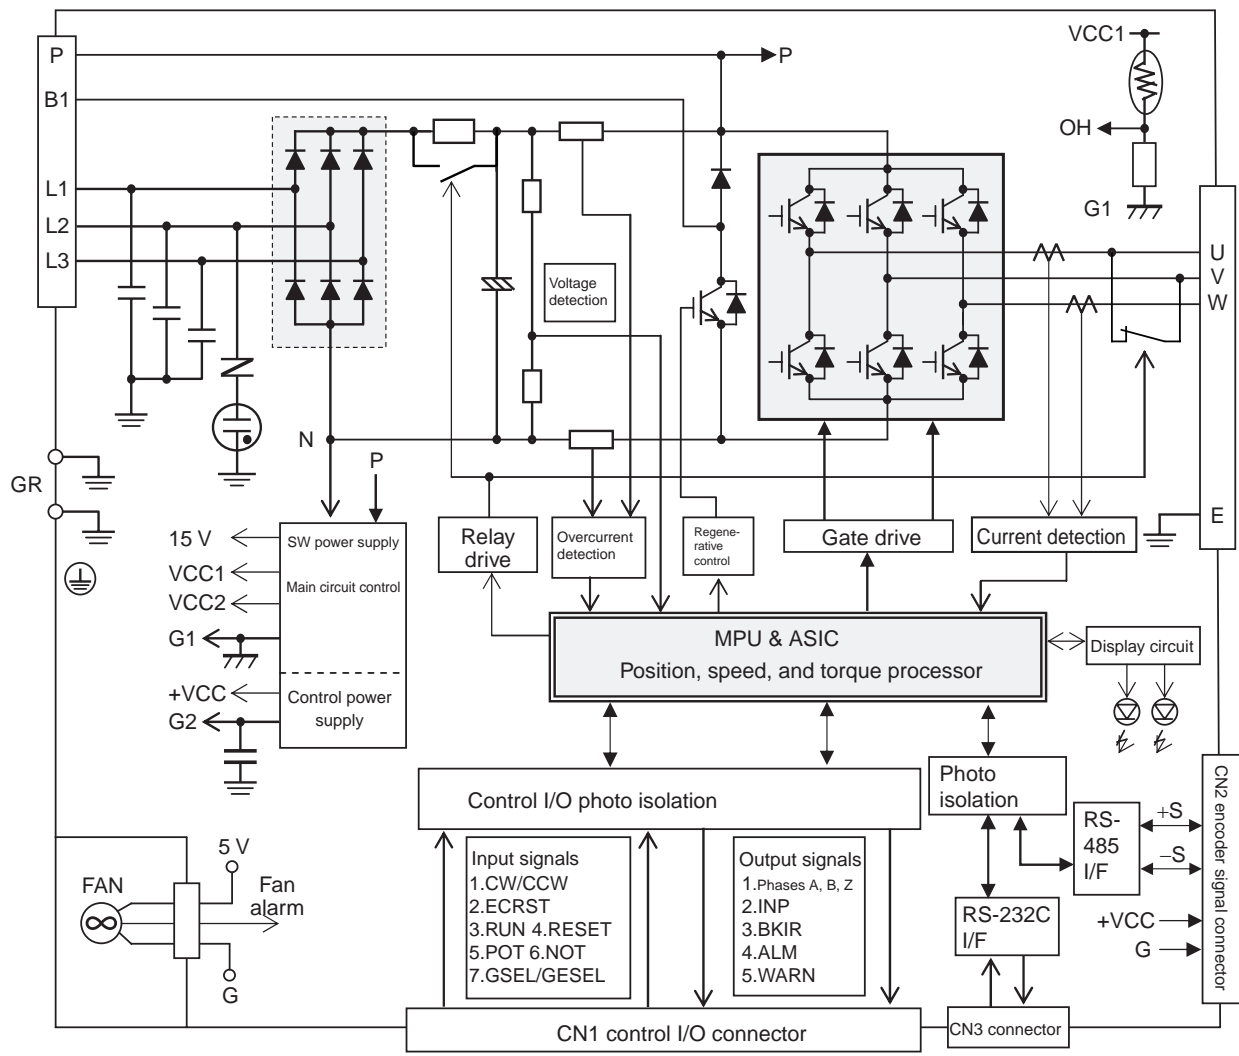 P
B1
L1
L2
L3
P
VCC1
OH
G1
U
V
W
E
Voltage
detection
N
GR
P
15 V
VCC1
VCC2
G1
+VCC
G2
SW power supply
Main circuit control
Control power
supply
Relay
drive
Overcurrent
detection
Regene-
rative
control
Gate drive
Current detection
MPU & ASIC
Position, speed, and torque processor
Display circuit
Control I/O photo isolation
Photo
isolation
RS-
485
I/F
+S
−S
+VCC
G
CN2 encoder signal connector
RS-232C
I/F
Input signals
1.CW/CCW
2.ECRST
3.RUN 4.RESET
5.POT 6.NOT
7.GSEL/GESEL
Output signals
1.Phases A, B, Z
2.INP
3.BKIR
4.ALM
5.WARN
5 V
FAN
Fan
alarm
G
CN1 control I/O connector
CN3 connector